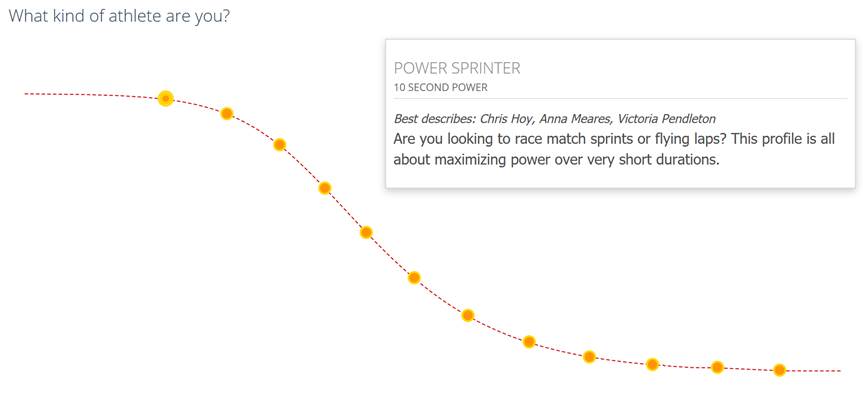 What kind of athlete are you?
POWER SPRINTER
10 SECOND POWER
Best describes: Chris Hoy, Anna Meares, Victoria Pendleton
Are you looking to race match sprints or flying laps? This profile is all
about maximizing power over very short durations.